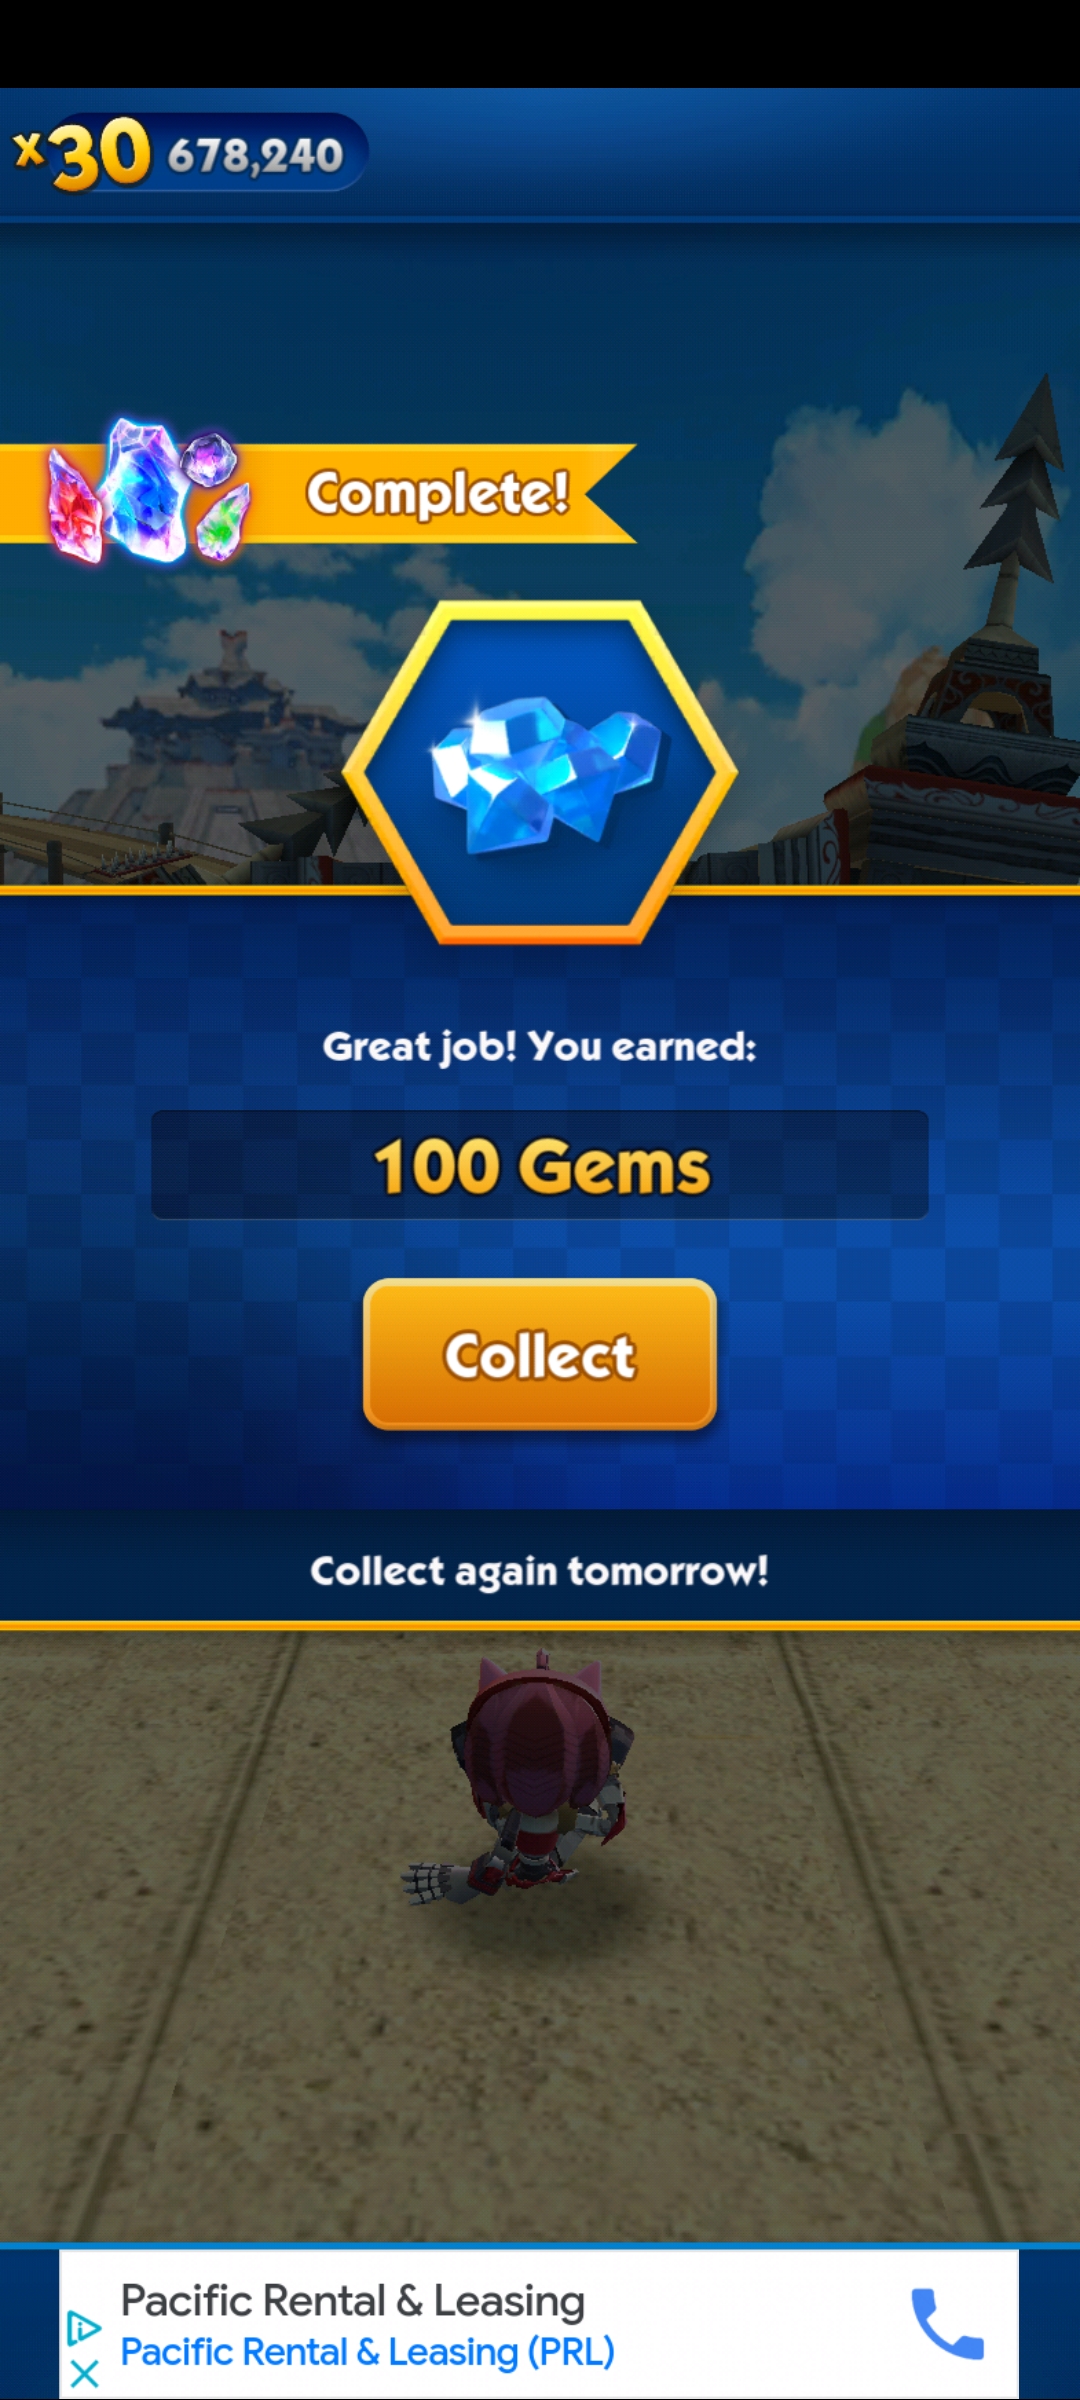 x30 678,240
Complete!
Great job! You earned:
100 Gems
Collect
Collect again tomorrow!
Pacific Rental & Leasing
Pacific Rental & Leasing (PRL)